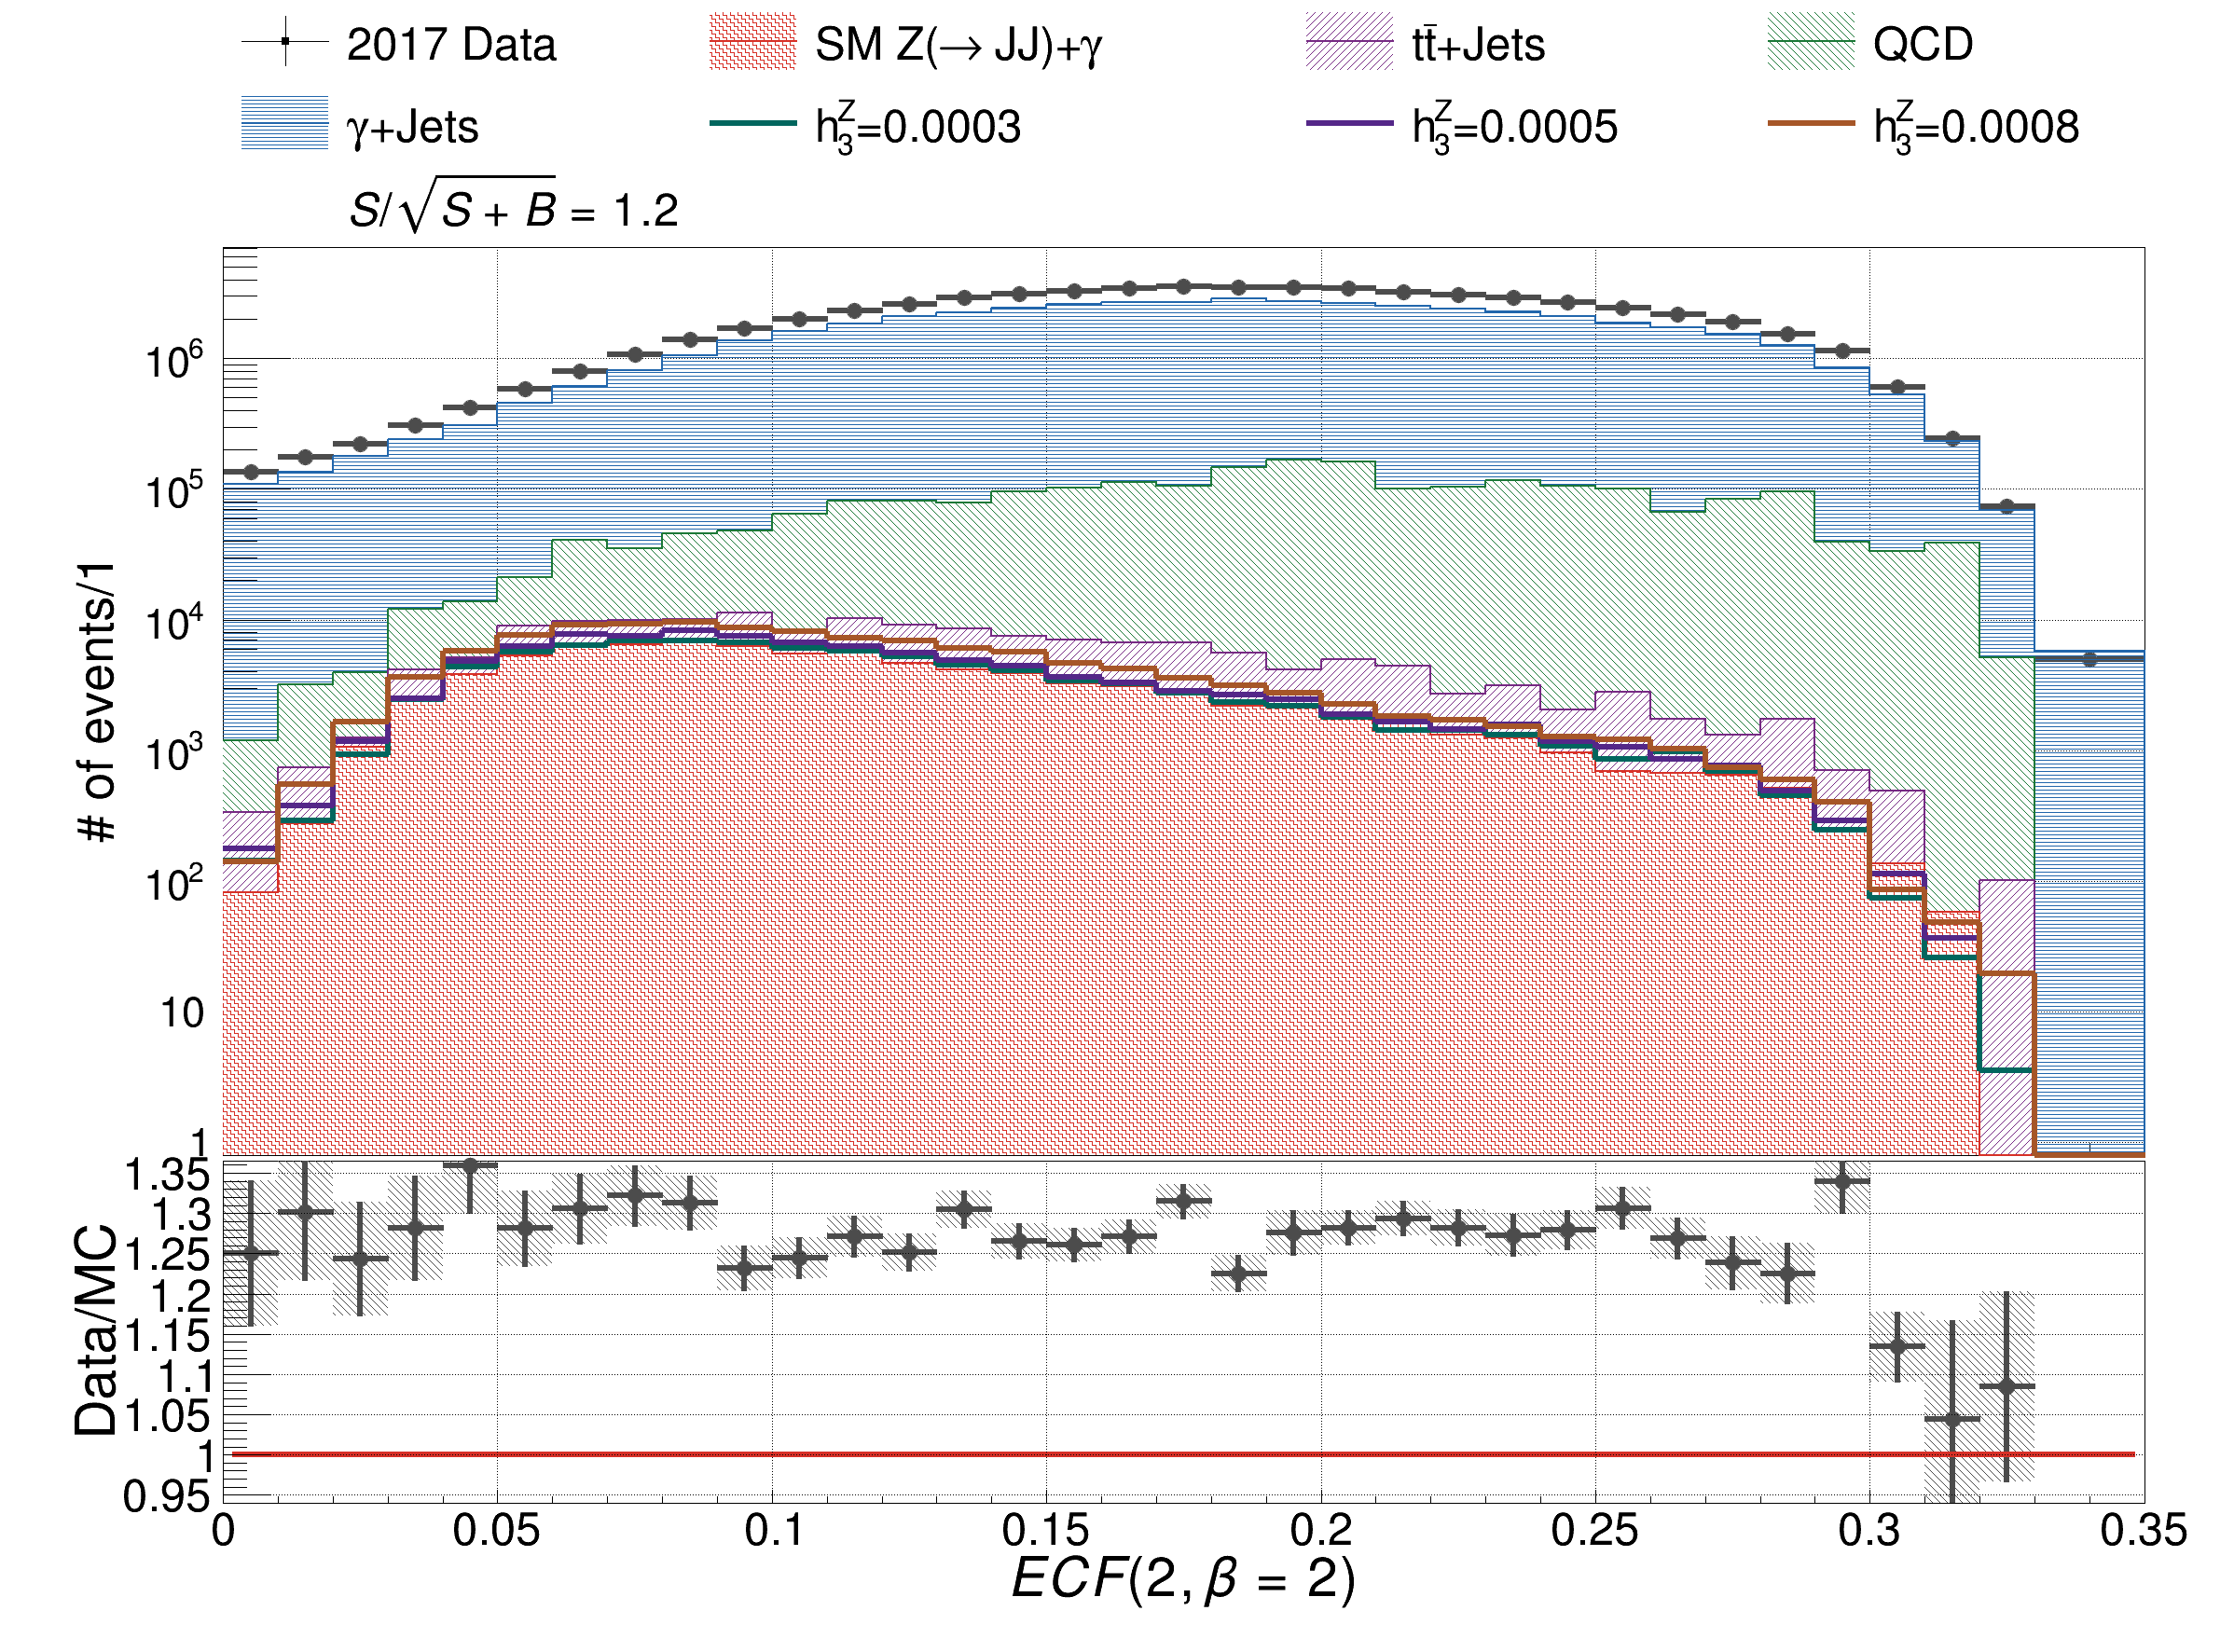 2017 Data SM Z(→ JJ)+γ tt̄+Jets QCD
γ+Jets h₃ᶻ=0.0003 h₃ᶻ=0.0005 h₃ᶻ=0.0008
S/√(S + B) = 1.2
# of events/1
10⁶
10⁵
10⁴
10³
10²
10
1
Data/MC
1.35
1.3
1.25
1.2
1.15
1.1
1.05
1
0.95
0 0.05 0.1 0.15 0.2 0.25 0.3 0.35
ECF(2, β = 2)